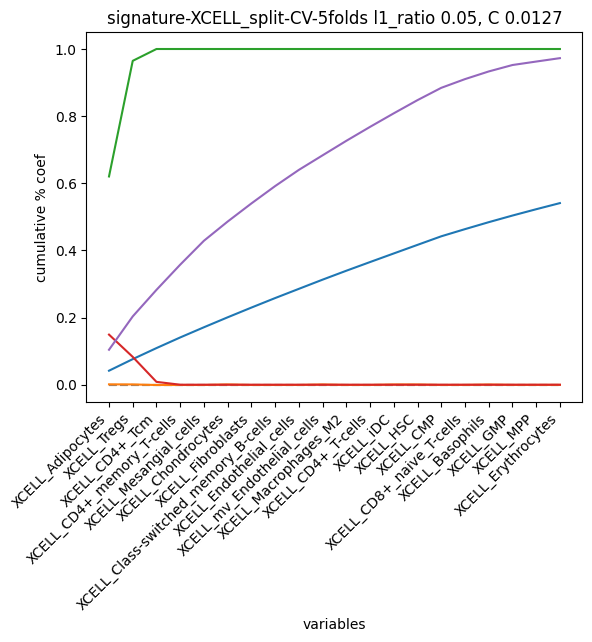 signature-XCELL_split-CV-5folds l1_ratio 0.05, C 0.0127
cumulative % coef
1.0
0.8
0.6
0.4
0.2
0.0
XCELL_Adipocytes
XCELL_Tregs
XCELL_CD4+_Tcm
XCELL_CD4+_memory_T-cells
XCELL_Mesangial_cells
XCELL_Chondrocytes
XCELL_Fibroblasts
XCELL_Class-switched_memory_B-cells
XCELL_Endothelial_cells
XCELL_mv_Endothelial_cells
XCELL_Macrophages_M2
XCELL_CD4+_T-cells
XCELL_iDC
XCELL_HSC
XCELL_CMP
XCELL_CD8+_naive_T-cells
XCELL_Basophils
XCELL_GMP
XCELL_MPP
XCELL_Erythrocytes
variables